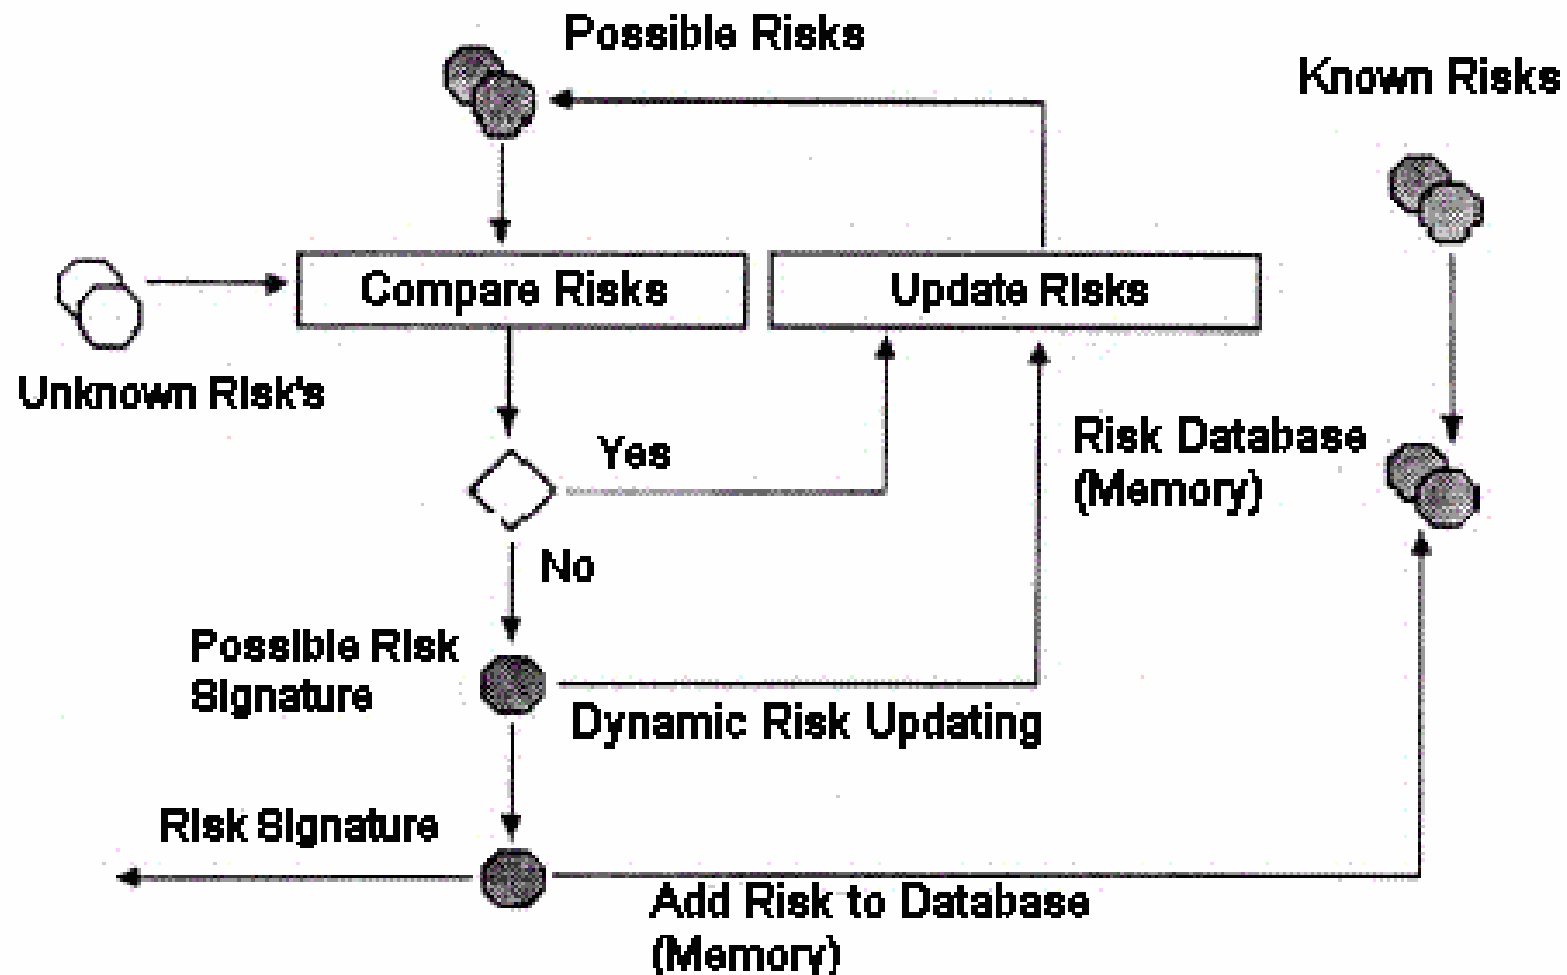 Possible Risks
Known Risks
Compare Risks
Update Risks
Unknown Risk's
Yes
Risk Database
(Memory)
No
Possible Risk
Signature
Dynamic Risk Updating
Risk Signature
Add Risk to Database
(Memory)